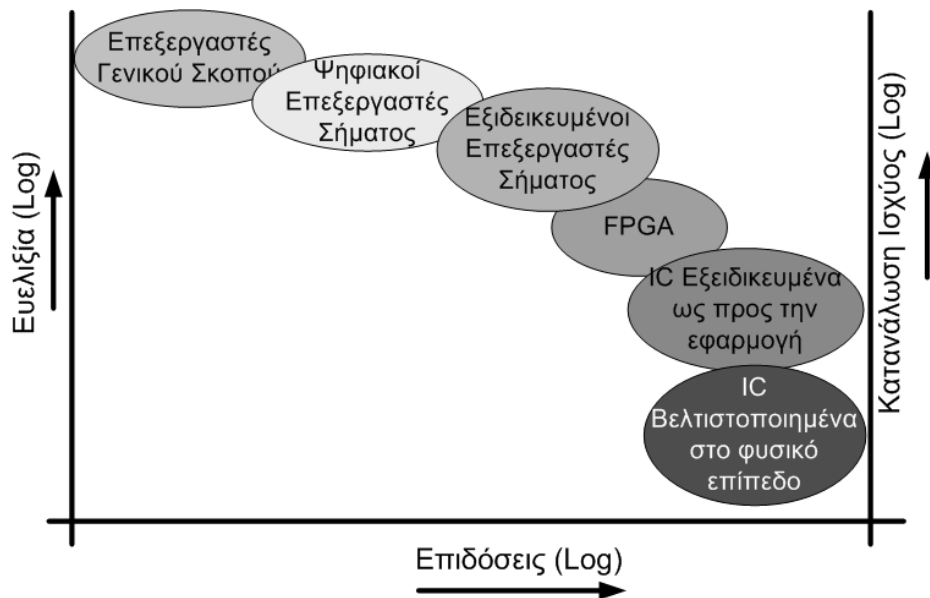 Επεξεργαστές
Γενικού Σκοπού
Ψηφιακοί
Επεξεργαστές
Σήματος
Εξιδεικευμένοι
Επεξεργαστές
Σήματος
FPGA
IC Εξειδικευμένα
ως προς την
εφαρμογή
IC
Βελτιστοποιημένα
στο φυσικό
επίπεδο
Ευελιξία (Log)
Κατανάλωση Ισχύος (Log)
Επιδόσεις (Log)